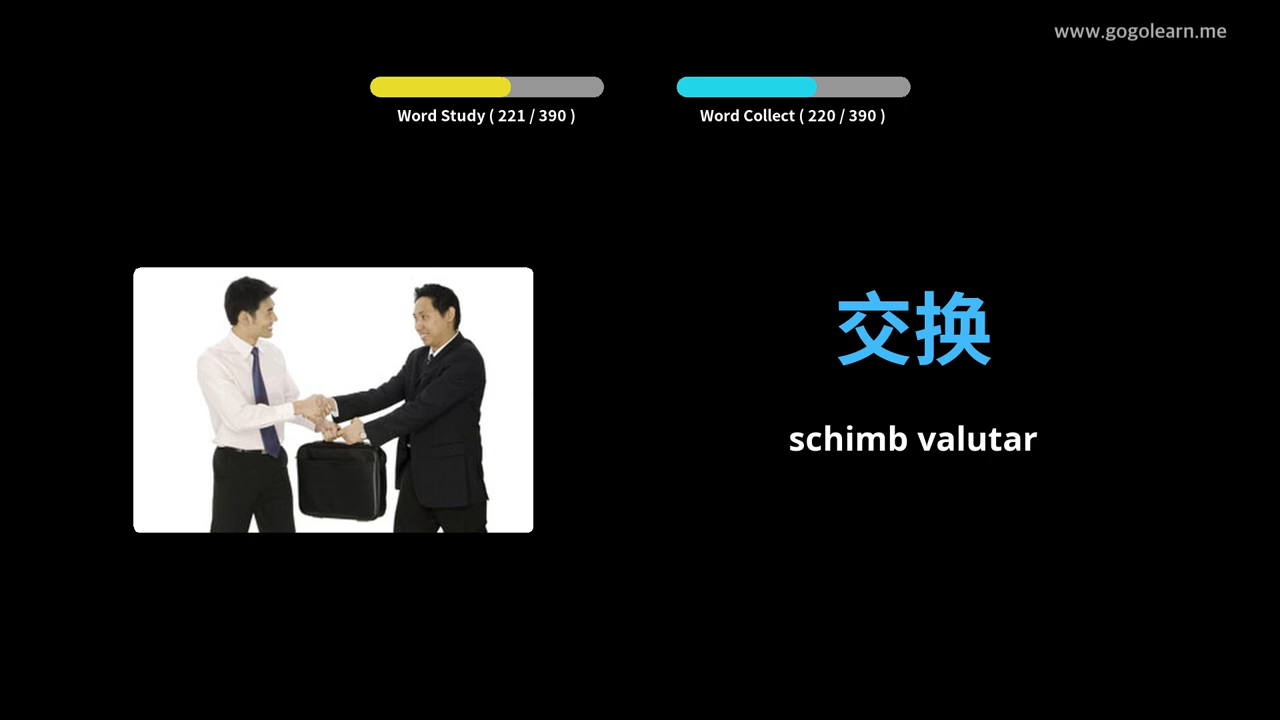 www.gogolearn.me
Word Study ( 221 / 390 )
Word Collect ( 220 / 390 )
交换
schimb valutar